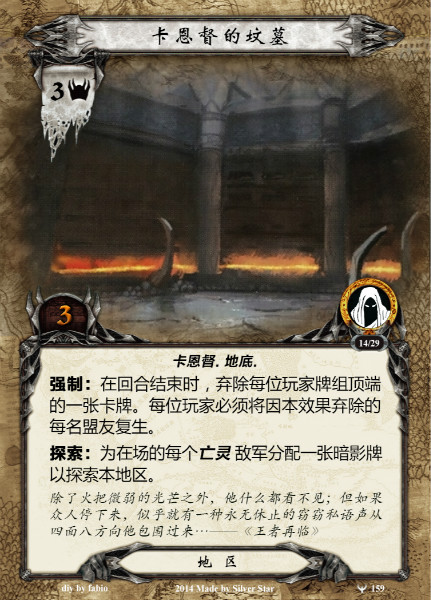 卡恩督的坟墓
3
3
14/29
卡恩督. 地底.
强制：在回合结束时，弃除每位玩家牌组顶端
的一张卡牌。每位玩家必须将因本效果弃除的
每名盟友复生。
探索：为在场的每个亡灵 敌军分配一张暗影牌
以探索本地区。
除了火把微弱的光芒之外，他什么都看不见；但如果
众人停下来，似乎就有一种永无休止的窃窃私语声从
四面八方向他包围过来……——《王者再临》
地 区
diy by fabio 2014 Made by Silver Star 159